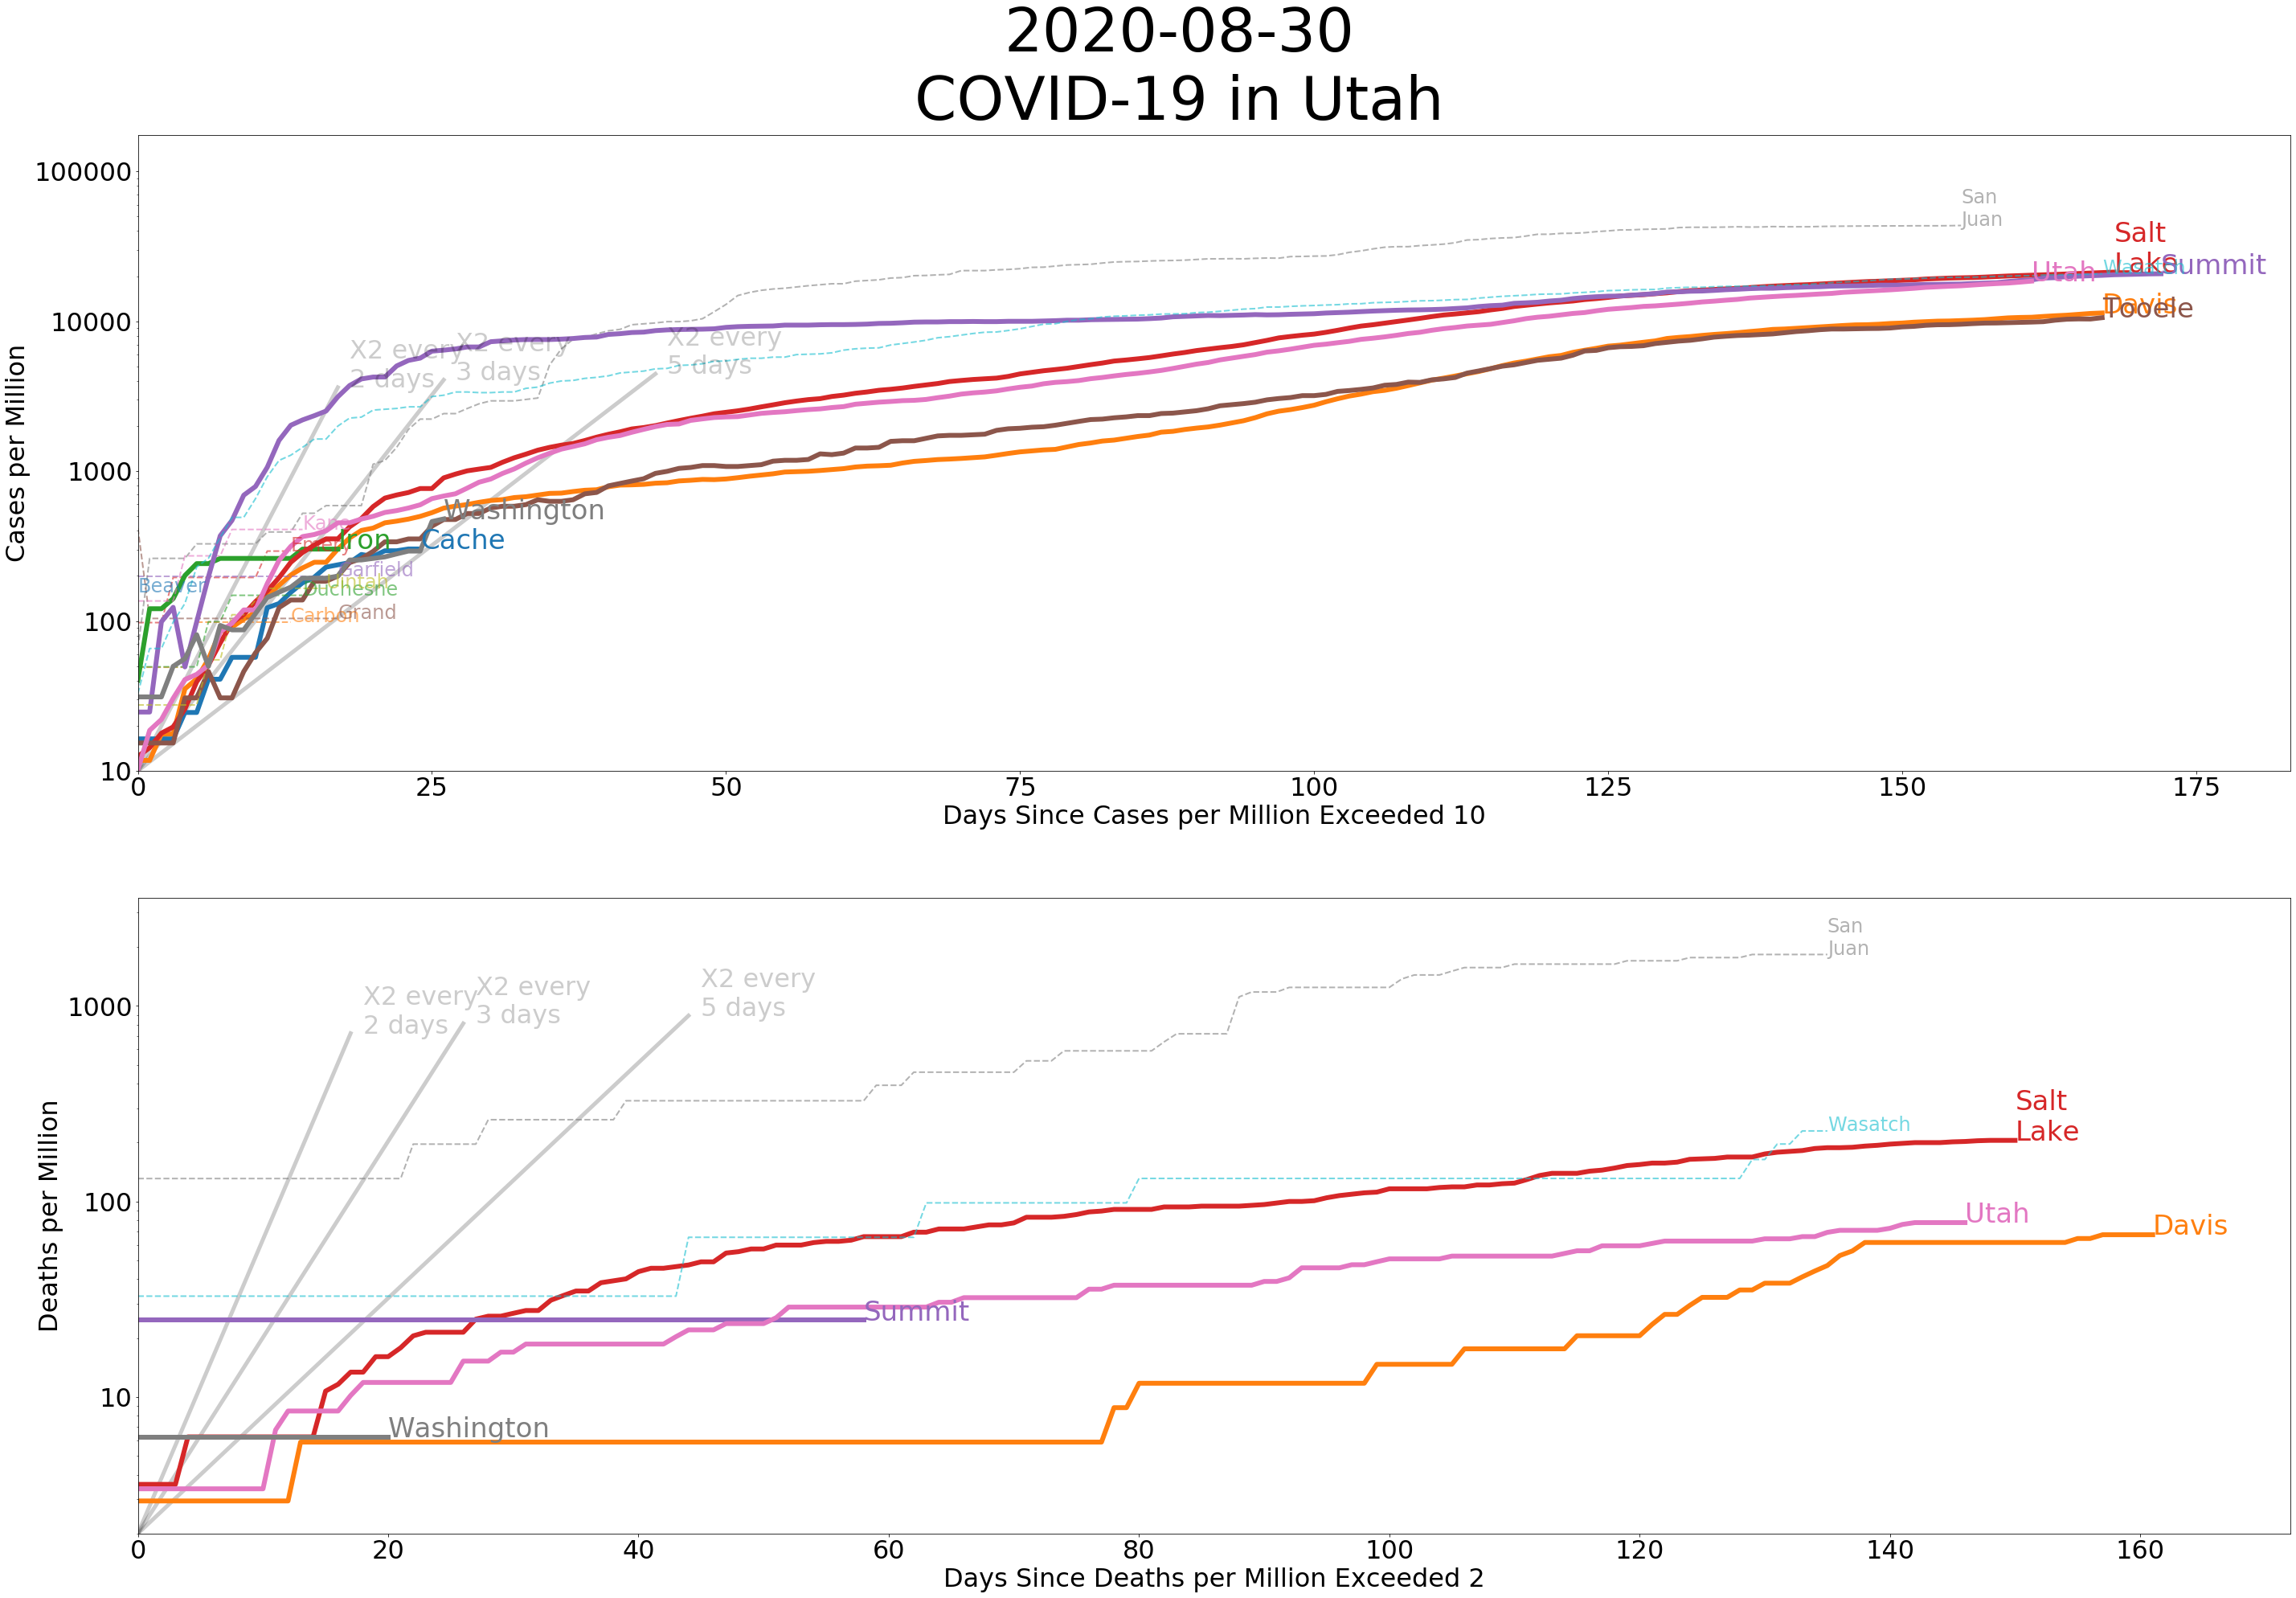 2020-08-30
COVID-19 in Utah
Cases per Million
100000
10000
1000
100
10
X2 every
2 days
X2 every
3 days
X2 every
5 days
San
Juan
Salt
Lake
Wasatch
Summit
Utah
Davis
Tooele
Washington
Kane
Iron
Emery
Cache
Garfield
Beaver
Uintah
Duchesne
Carbon
Grand
0
25
50
75
100
125
150
175
Days Since Cases per Million Exceeded 10
Deaths per Million
1000
100
10
X2 every
2 days
X2 every
3 days
X2 every
5 days
San
Juan
Salt
Lake
Wasatch
Utah
Davis
Summit
Washington
0
20
40
60
80
100
120
140
160
Days Since Deaths per Million Exceeded 2